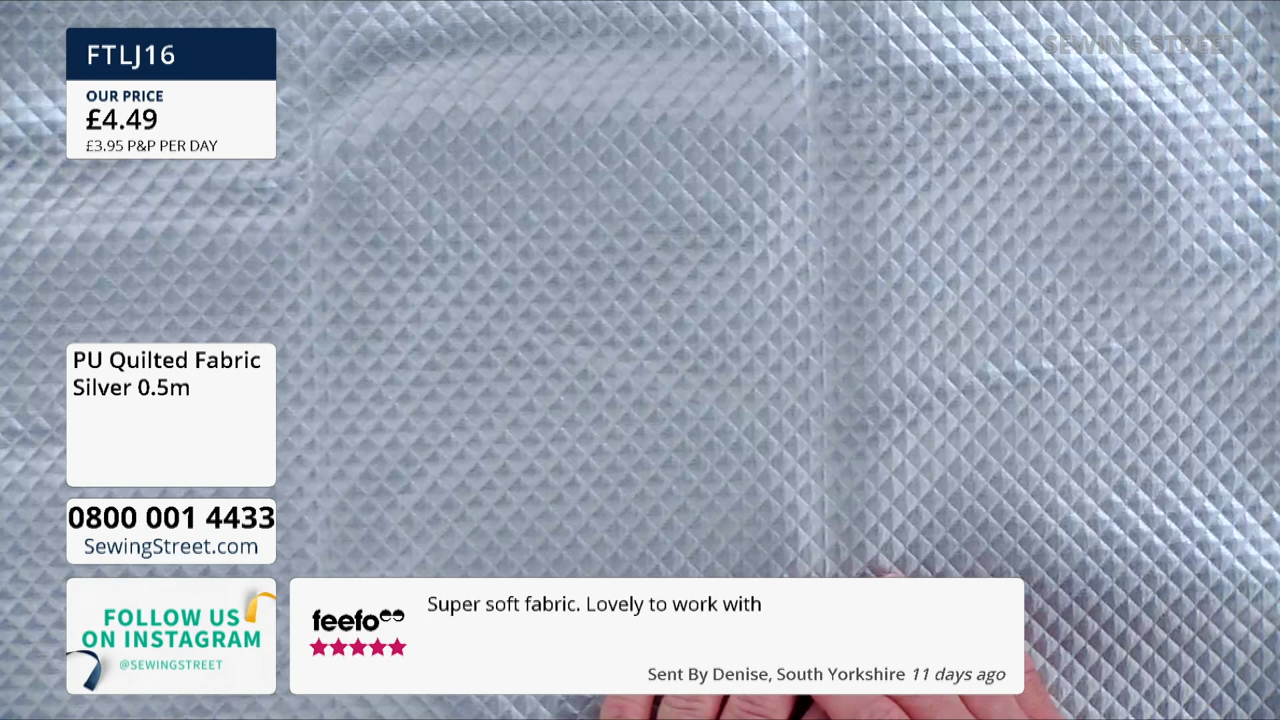 FTLJ16
SEWING STREET
OUR PRICE
£4.49
£3.95 P&P PER DAY
PU Quilted Fabric
Silver 0.5m
0800 001 4433
SewingStreet.com
FOLLOW US
ON INSTAGRAM
@SEWINGSTREET
feefo
Super soft fabric. Lovely to work with
Sent By Denise, South Yorkshire 11 days ago